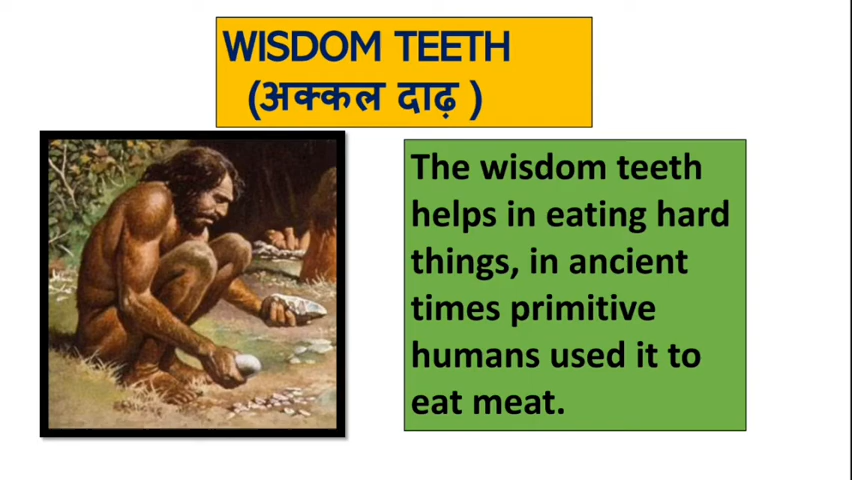 WISDOM TEETH
(अक्कल दाढ़ )
The wisdom teeth
helps in eating hard
things, in ancient
times primitive
humans used it to
eat meat.